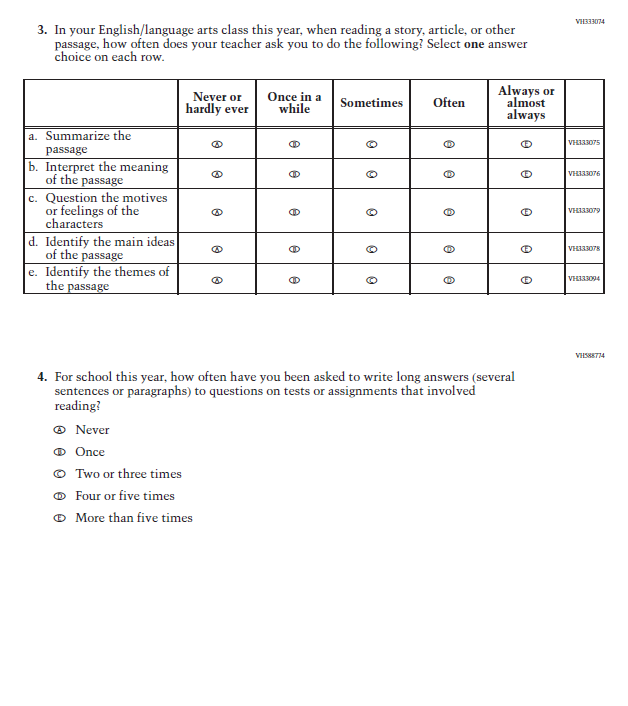 VH333074
3. In your English/language arts class this year, when reading a story, article, or other
passage, how often does your teacher ask you to do the following? Select one answer
choice on each row.
Never or
hardly ever
Once in a
while
Sometimes
Often
Always or
almost
always
a. Summarize the
passage
A B C D E VH333075
b. Interpret the meaning
of the passage
A B C D E VH333076
c. Question the motives
or feelings of the
characters
A B C D E VH333079
d. Identify the main ideas
of the passage
A B C D E VH333078
e. Identify the themes of
the passage
A B C D E VH333094
VH588774
4. For school this year, how often have you been asked to write long answers (several
sentences or paragraphs) to questions on tests or assignments that involved
reading?
A Never
B Once
C Two or three times
D Four or five times
E More than five times